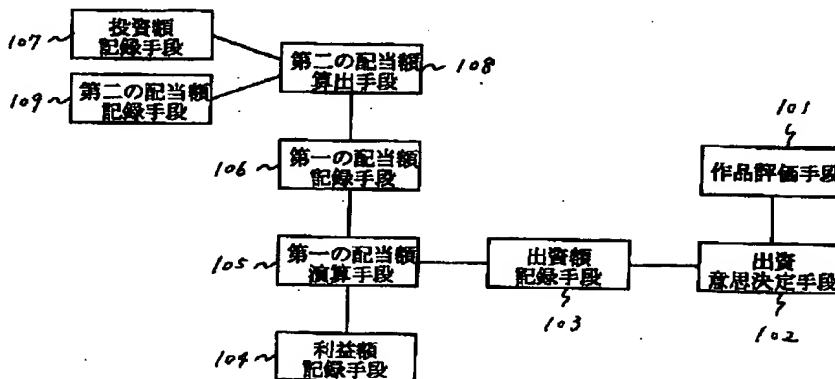 107
投資額
記録手段
109
第二の配当額
記録手段
第二の配当額
算出手段
108
106
第一の配当額
記録手段
105
第一の配当額
演算手段
104
利益額
記録手段
出資額
記録手段
103
101
作品評価手段
出資
意思決定手段
102